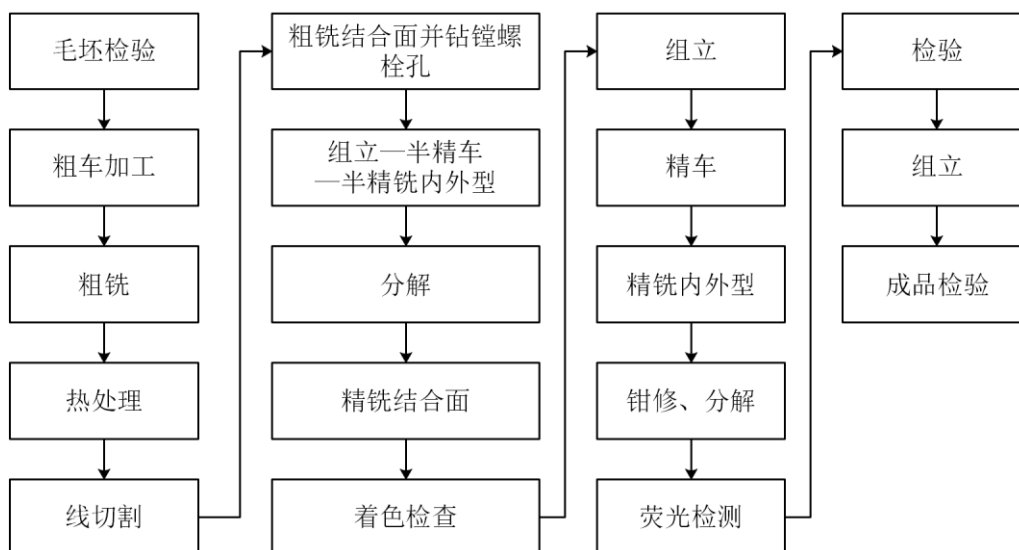 毛坯检验
粗车加工
粗铣
热处理
线切割
粗铣结合面并钻镗螺
栓孔
组立—半精车
—半精铣内外型
分解
精铣结合面
着色检查
组立
精车
精铣内外型
钳修、分解
荧光检测
检验
组立
成品检验